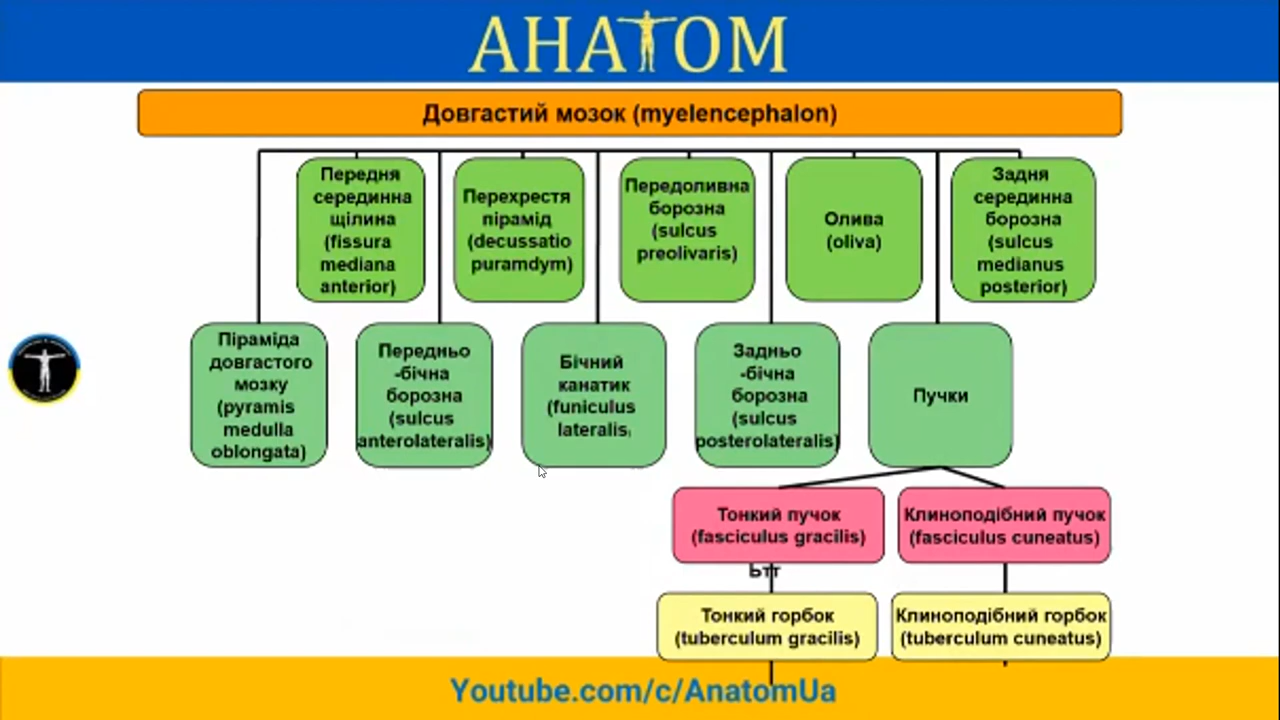 АНАТОМ
Довгастий мозок (myelencephalon)
Передня
серединна
щілина
(fissura
mediana
anterior)
Перехрестя
пірамід
(decussatio
puramdym)
Передоливна
борозна
(sulcus
preolivaris)
Олива
(oliva)
Задня
серединна
борозна
(sulcus
medianus
posterior)
Піраміда
довгастого
мозку
(pyramis
medulla
oblongata)
Передньо
-бічна
борозна
(sulcus
anterolateralis)
Бічний
канатик
(funiculus
lateralis
Задньо
-бічна
борозна
(sulcus
posterolateralis)
Пучки
Тонкий пучок
(fasciculus gracilis)
Клиноподібний пучок
(fasciculus cuneatus)
Ьтт
Тонкий горбок
(tuberculum gracilis)
Клиноподібний горбок
(tuberculum cuneatus)
Youtube.com/c/AnatomUa